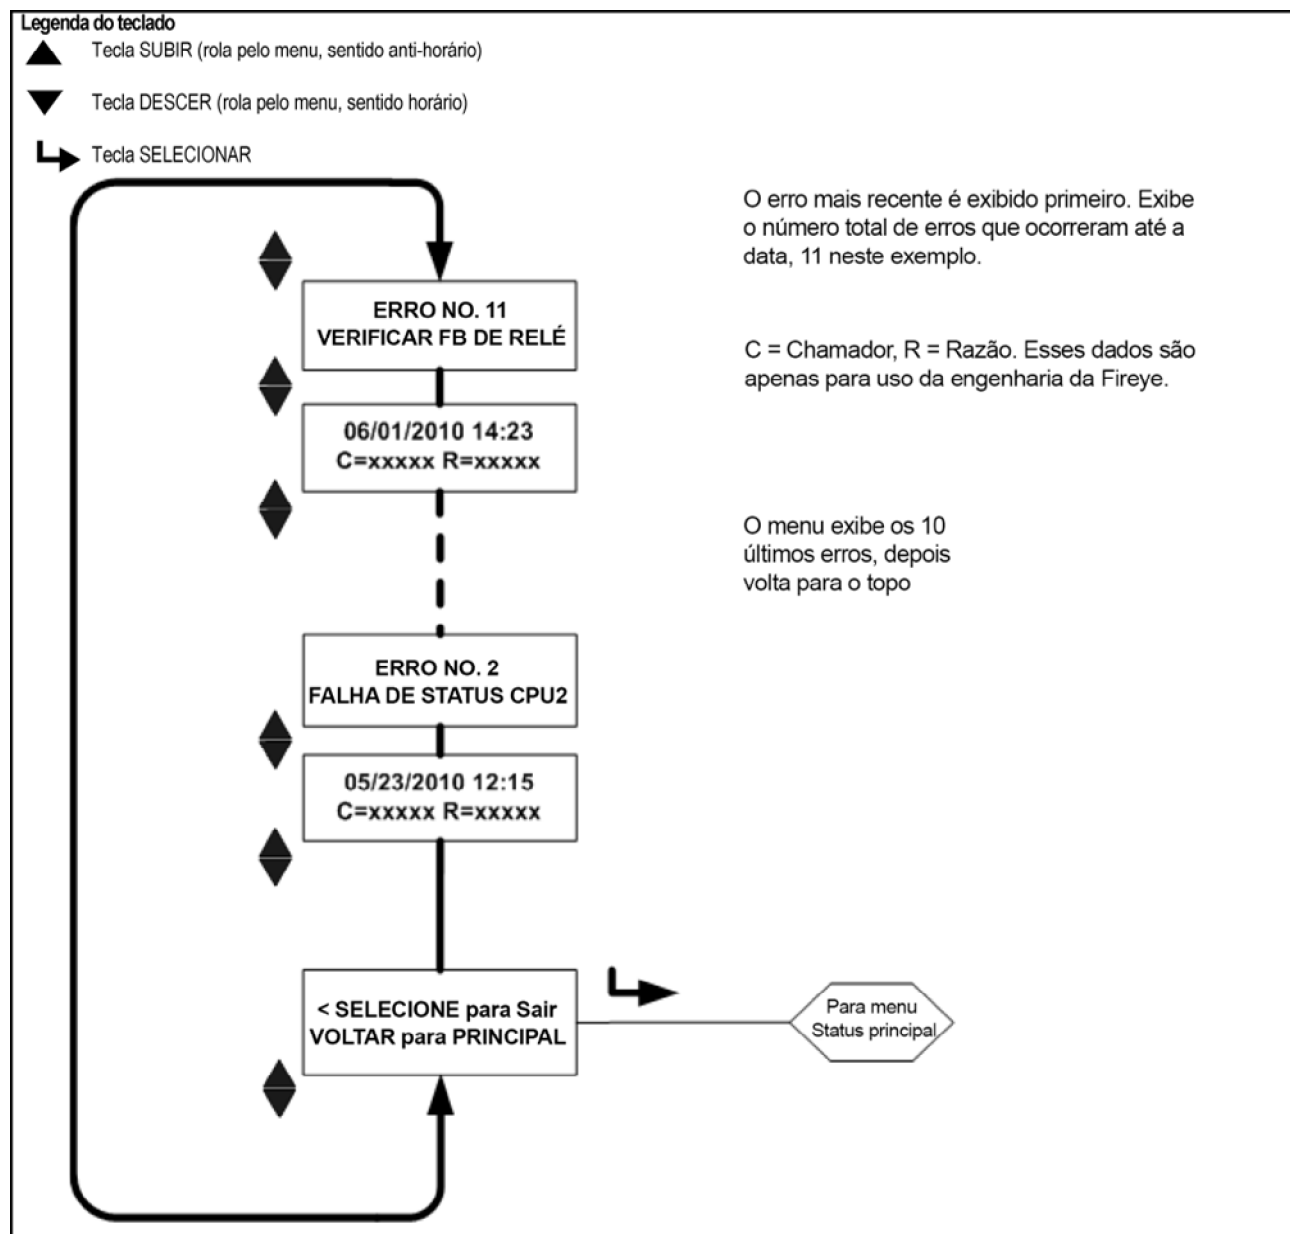 Legenda do teclado
Tecla SUBIR (rola pelo menu, sentido anti-horário)
Tecla DESCER (rola pelo menu, sentido horário)
Tecla SELECIONAR
O erro mais recente é exibido primeiro. Exibe
o número total de erros que ocorreram até a
data, 11 neste exemplo.
ERRO NO. 11
VERIFICAR FB DE RELÉ
C = Chamador, R = Razão. Esses dados são
apenas para uso da engenharia da Fireye.
06/01/2010 14:23
C=xxxxx R=xxxxx
O menu exibe os 10
últimos erros, depois
volta para o topo
ERRO NO. 2
FALHA DE STATUS CPU2
05/23/2010 12:15
C=xxxxx R=xxxxx
< SELECIONE para Sair
VOLTAR para PRINCIPAL
Para menu
Status principal